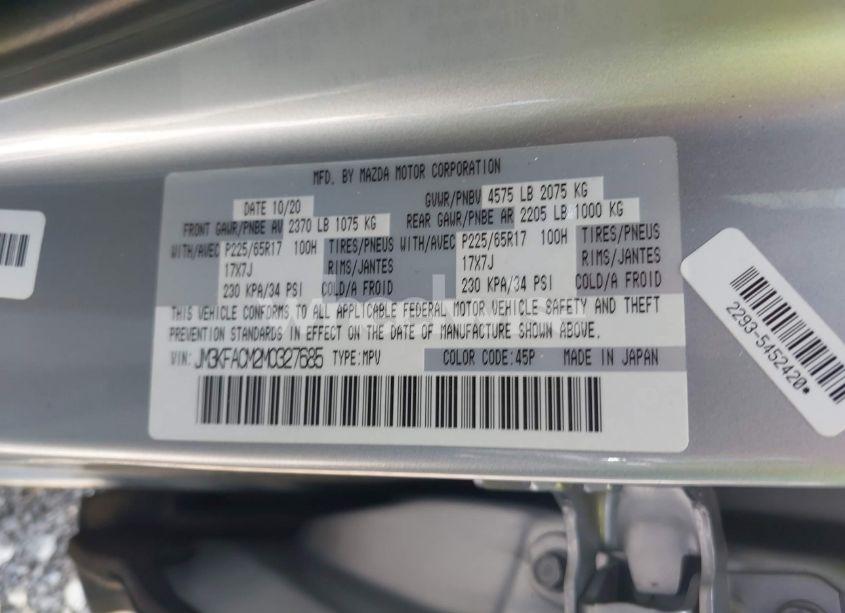 MFD. BY MAZDA MOTOR CORPORATION
DATE 10/20
GVWR/PNBV 4575 LB 2075 KG
FRONT GAWR/PNBE AV 2370 LB 1075 KG
REAR GAWR/PNBE AR 2205 LB 1000 KG
WITH/AVEC P225/65R17 100H TIRES/PNEUS WITH/AVEC P225/65R17 100H TIRES/PNEUS
17X7J RIMS/JANTES 17X7J RIMS/JANTES
230 KPA/34 PSI COLD/A FROID 230 KPA/34 PSI COLD/A FROID
THIS VEHICLE CONFORMS TO ALL APPLICABLE FEDERAL MOTOR VEHICLE SAFETY AND THEFT
PREVENTION STANDARDS IN EFFECT ON THE DATE OF MANUFACTURE SHOWN ABOVE.
VIN: JM3KFACM2M0327685 TYPE:MPV COLOR CODE:45P MADE IN JAPAN
2293-5452420*